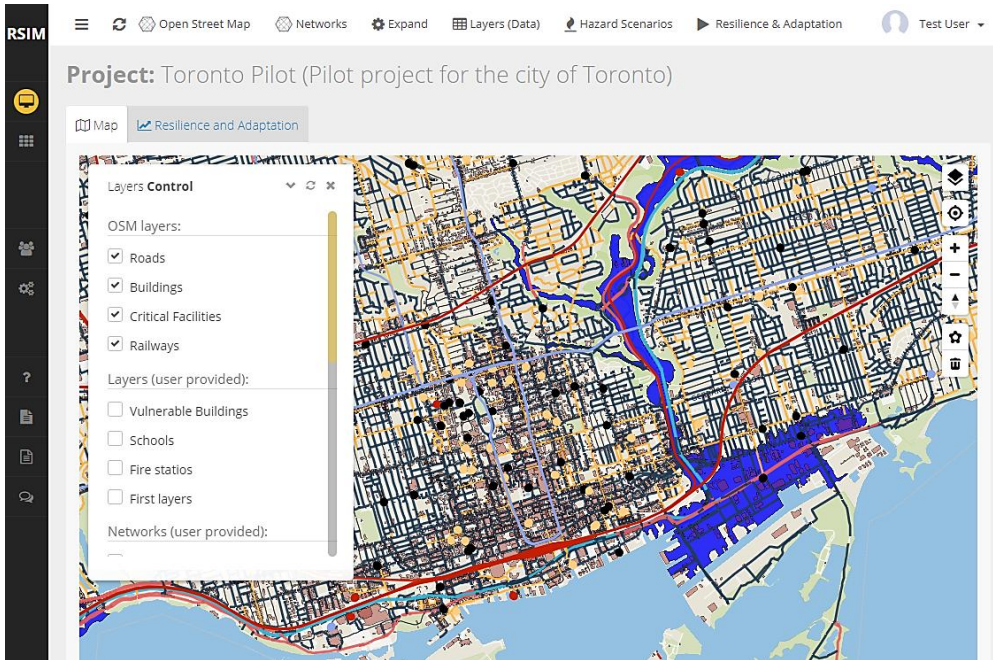 RSIM
Open Street Map Networks Expand Layers (Data) Hazard Scenarios Resilience & Adaptation Test User
Project: Toronto Pilot (Pilot project for the city of Toronto)
Map Resilience and Adaptation
Layers Control
OSM layers:
Roads
Buildings
Critical Facilities
Railways
Layers (user provided):
Vulnerable Buildings
Schools
Fire statios
First layers
Networks (user provided):